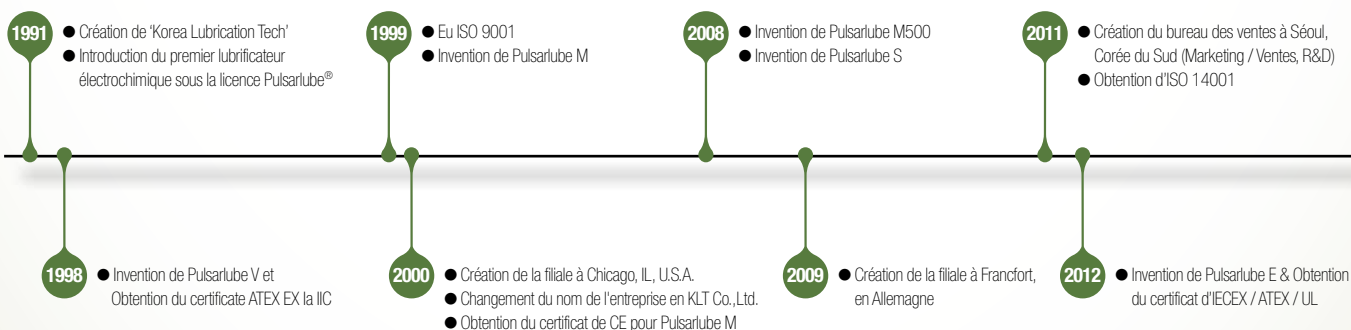 1991
● Création de ‘Korea Lubrication Tech’
● Introduction du premier lubrificateur
électrochimique sous la licence Pulsarlube®
1999
● Eu ISO 9001
● Invention de Pulsarlube M
2008
● Invention de Pulsarlube M500
● Invention de Pulsarlube S
2011
● Création du bureau des ventes à Séoul,
Corée du Sud (Marketing / Ventes, R&D)
● Obtention d’ISO 14001
1998
● Invention de Pulsarlube V et
Obtention du certificate ATEX EX la IIC
2000
● Création de la filiale à Chicago, IL, U.S.A.
● Changement du nom de l'entreprise en KLT Co.,Ltd.
● Obtention du certificat de CE pour Pulsarlube M
2009
● Création de la filiale à Francfort,
en Allemagne
2012
● Invention de Pulsarlube E & Obtention
du certificat d’IECEX / ATEX / UL